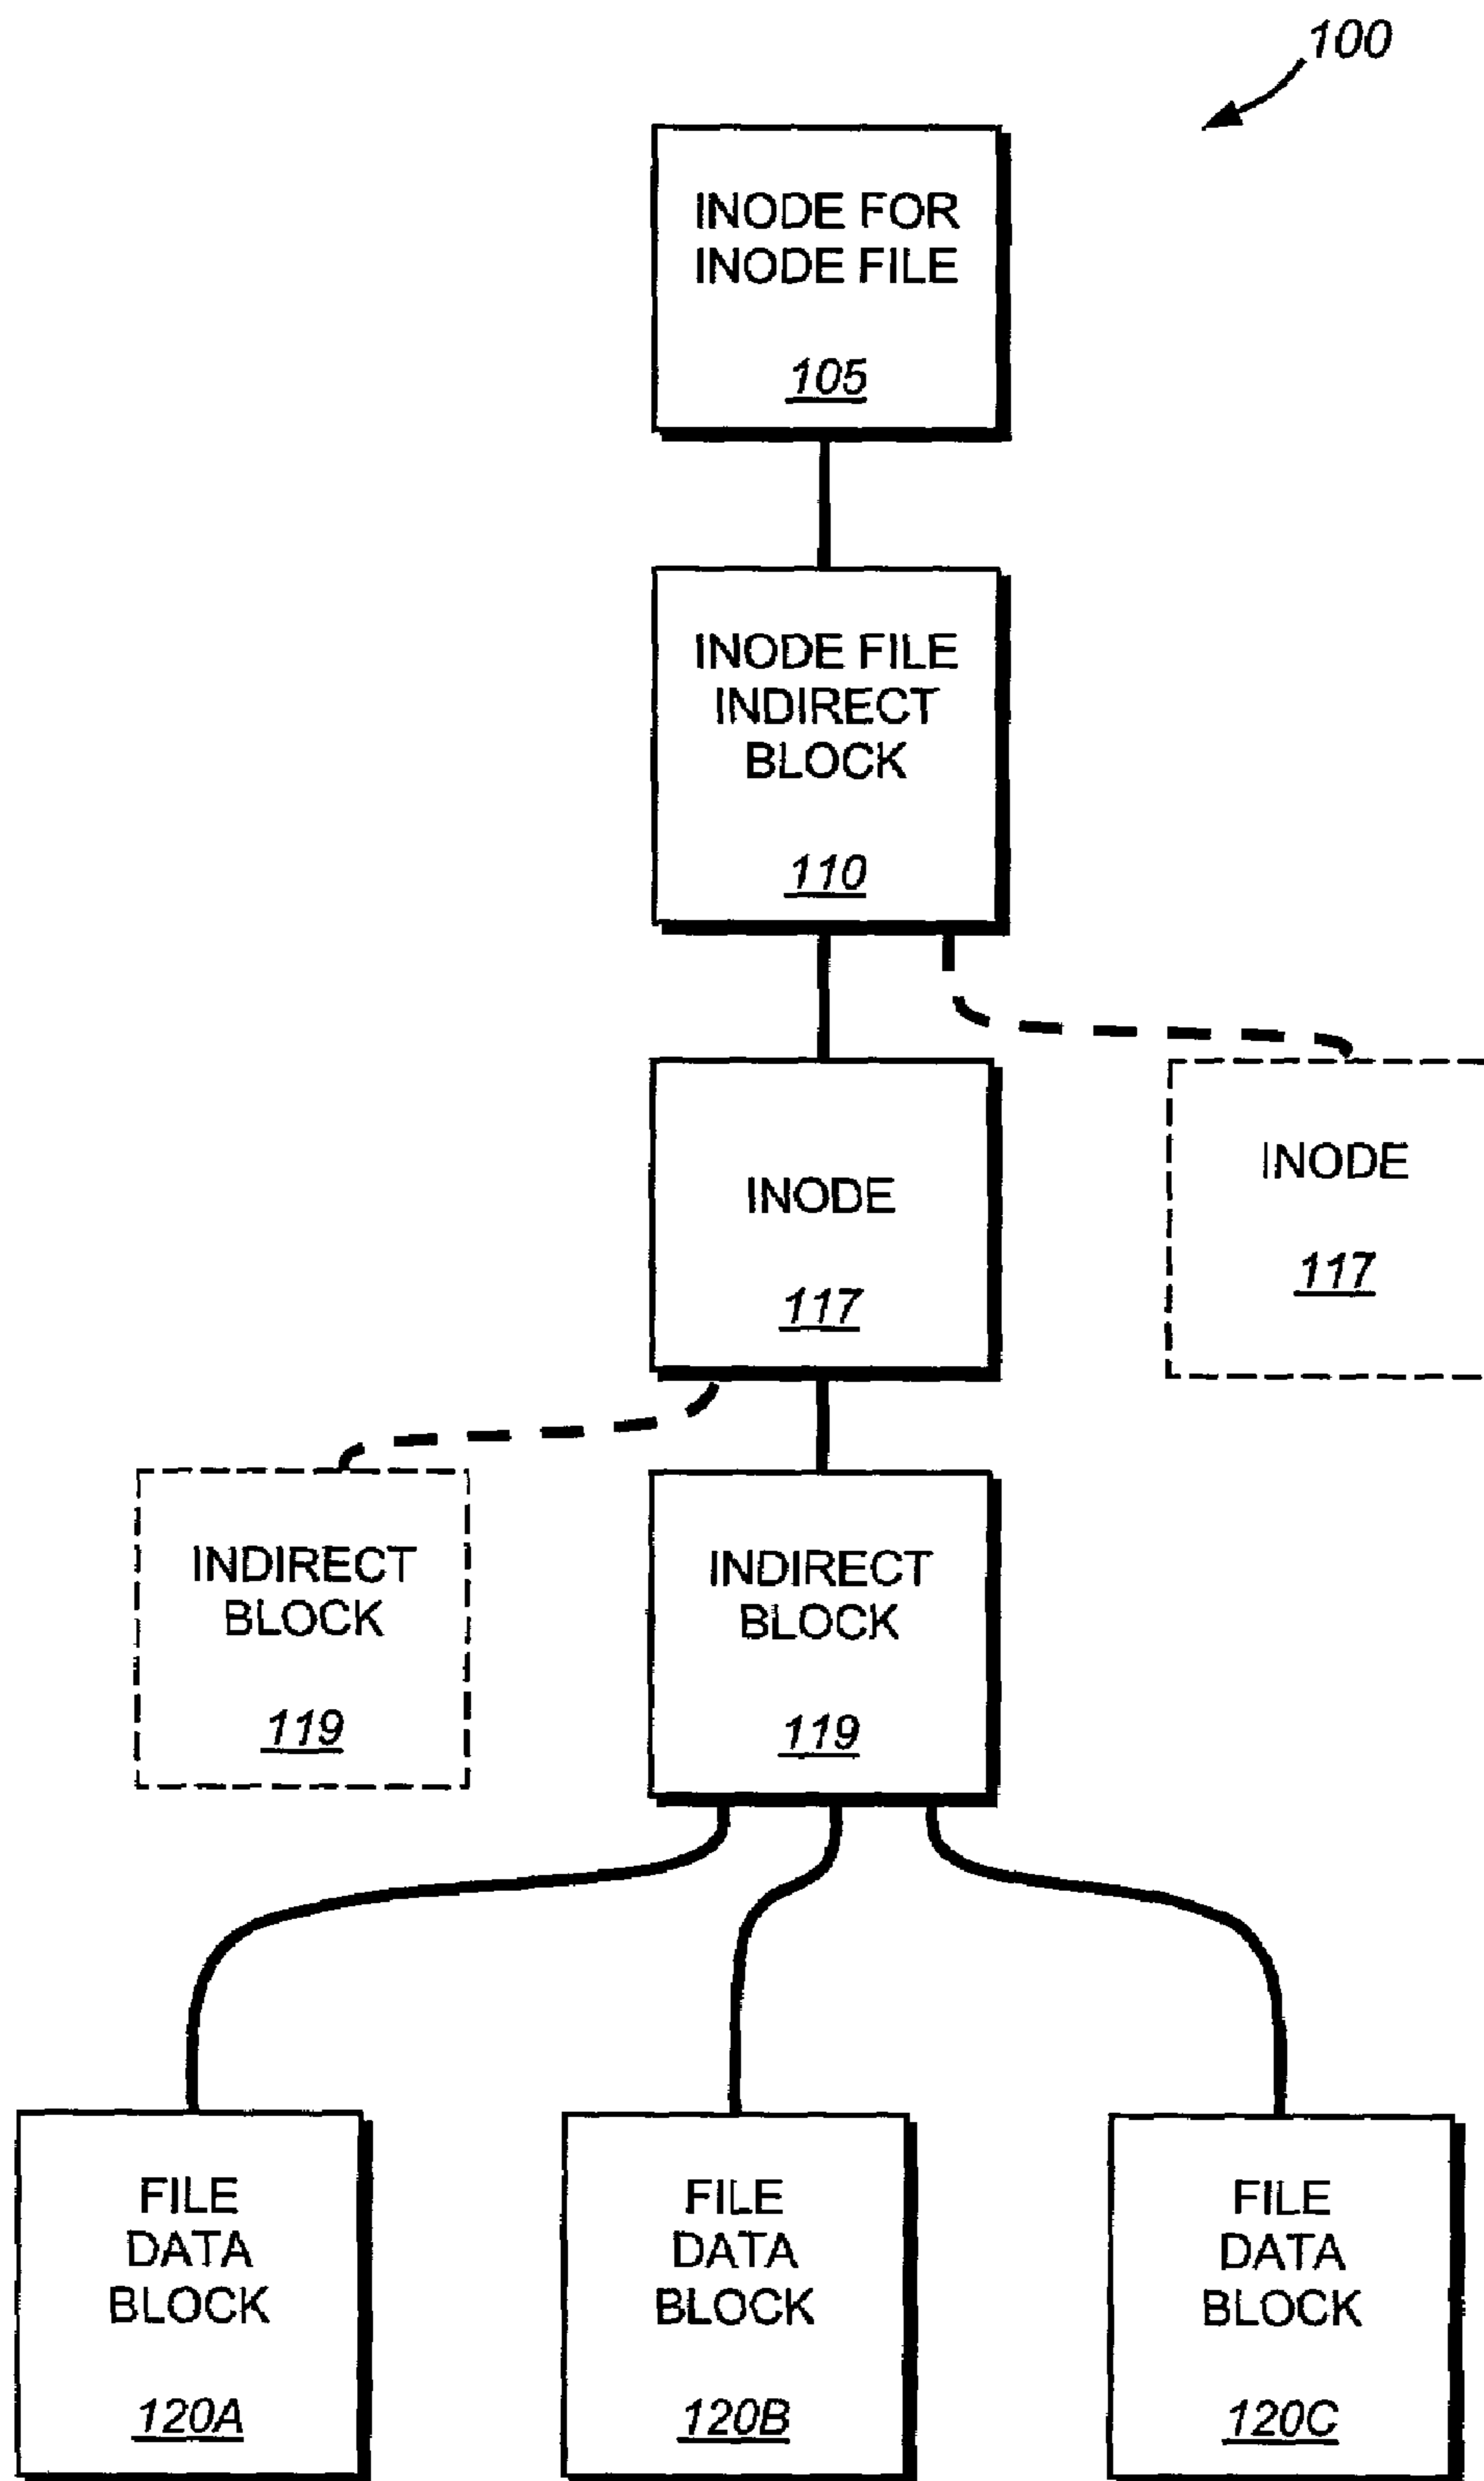 100
INODE FOR
INODE FILE
105
INODE FILE
INDIRECT
BLOCK
110
INODE
117
INODE
117
INDIRECT
BLOCK
119
INDIRECT
BLOCK
119
FILE
DATA
BLOCK
120A
FILE
DATA
BLOCK
120B
FILE
DATA
BLOCK
120C